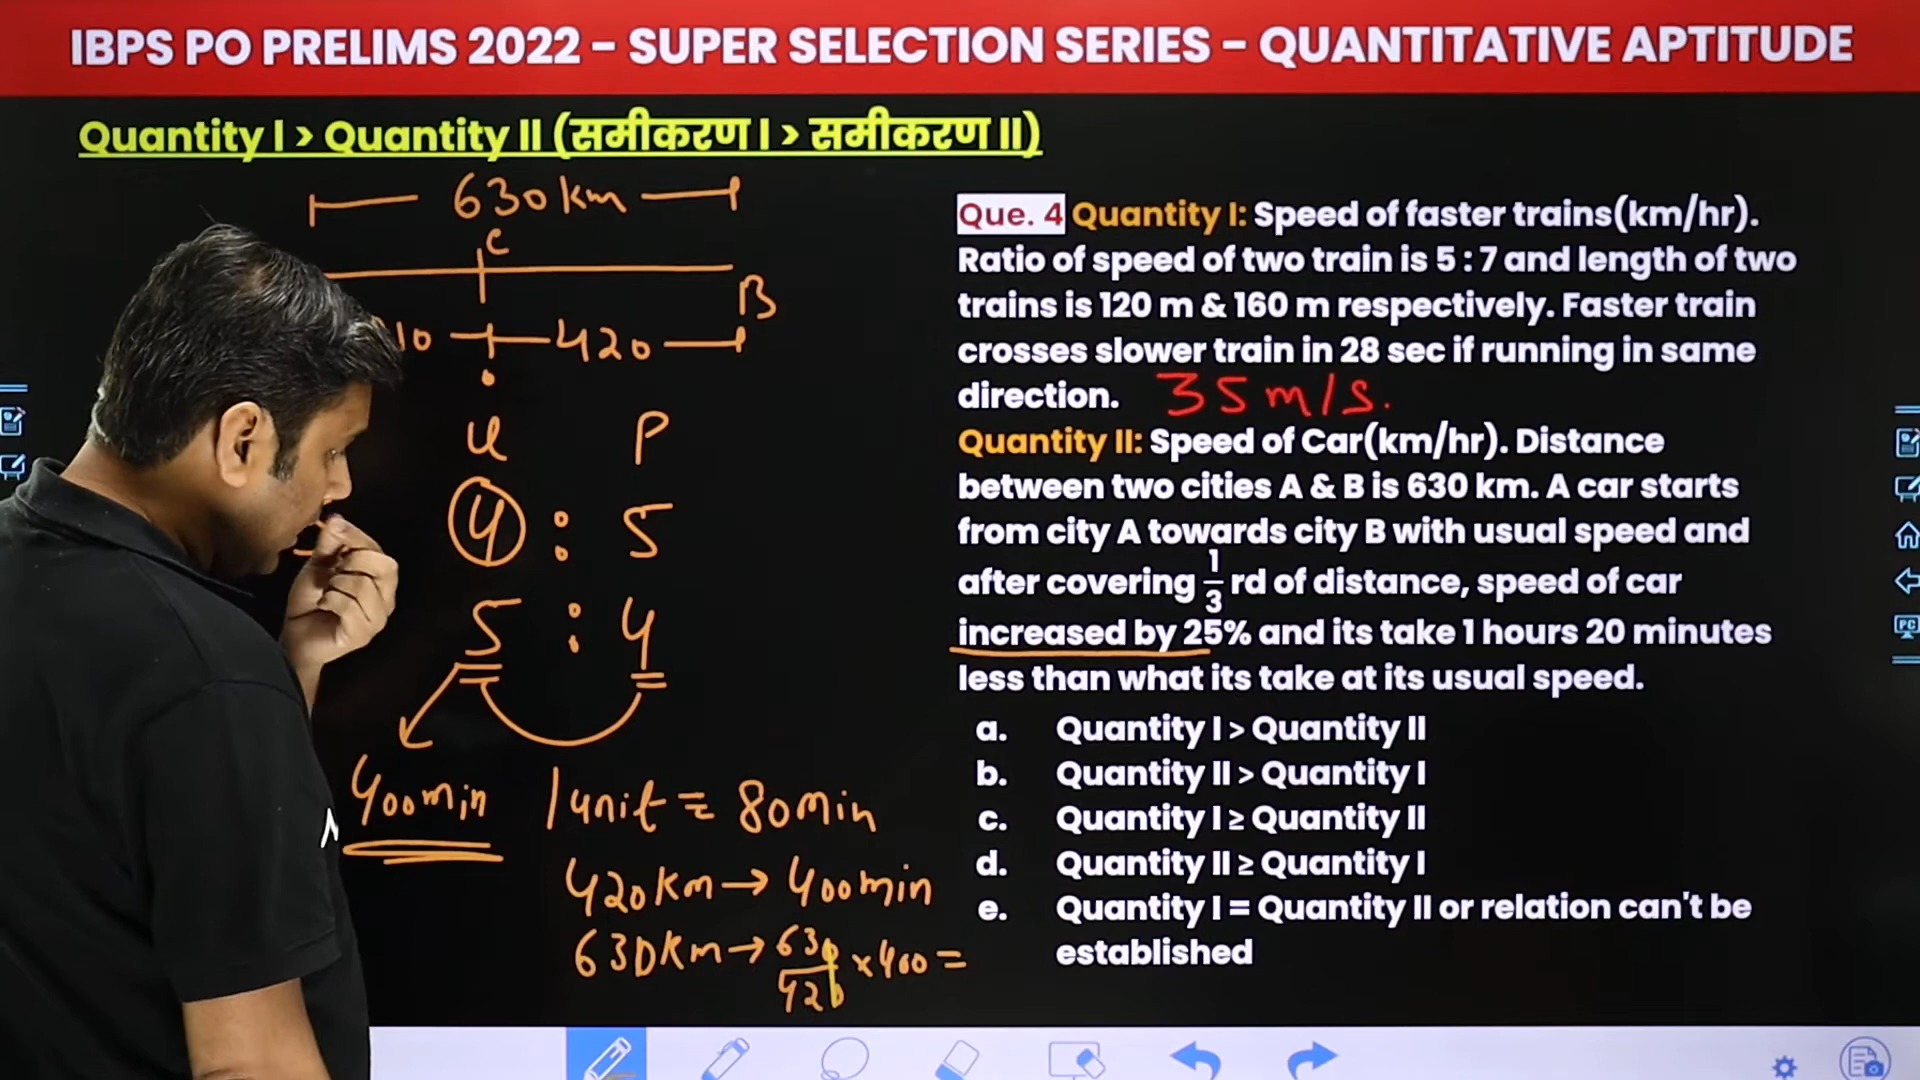 IBPS PO PRELIMS 2022 - SUPER SELECTION SERIES - QUANTITATIVE APTITUDE
Quantity I > Quantity II (समीकरण I > समीकरण II)
630 km
C
B
10
420
U P
4 : 5
5 : 4
400min 1 unit = 80min
420 Km → 400min
630 Km → 630/420 × 400 =
Que. 4 Quantity I: Speed of faster trains(km/hr).
Ratio of speed of two train is 5 : 7 and length of two
trains is 120 m & 160 m respectively. Faster train
crosses slower train in 28 sec if running in same
direction. 35 m/s.
Quantity II: Speed of Car(km/hr). Distance
between two cities A & B is 630 km. A car starts
from city A towards city B with usual speed and
after covering 1/3 rd of distance, speed of car
increased by 25% and its take 1 hours 20 minutes
less than what its take at its usual speed.
a. Quantity I > Quantity II
b. Quantity II > Quantity I
c. Quantity I ≥ Quantity II
d. Quantity II ≥ Quantity I
e. Quantity I = Quantity II or relation can't be
established
PC